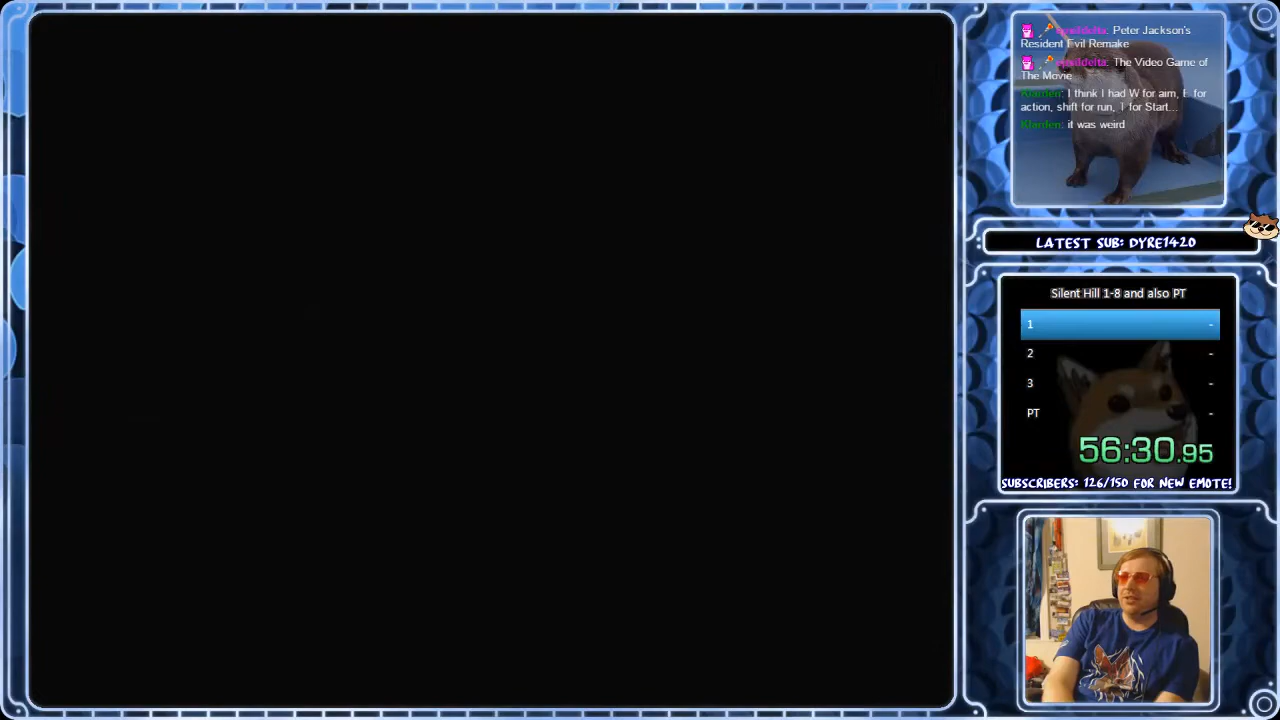 : Peter Jackson's
Resident Evil Remake
: The Video Game of
The Movie
Klarden: I think I had W for aim, E for
action, shift for run, T for Start...
Klarden: it was weird
LATEST SUB: DYRE1420
Silent Hill 1-8 and also PT
1 -
2 -
3 -
PT -
56:30.95
SUBSCRIBERS: 126/150 FOR NEW EMOTE!